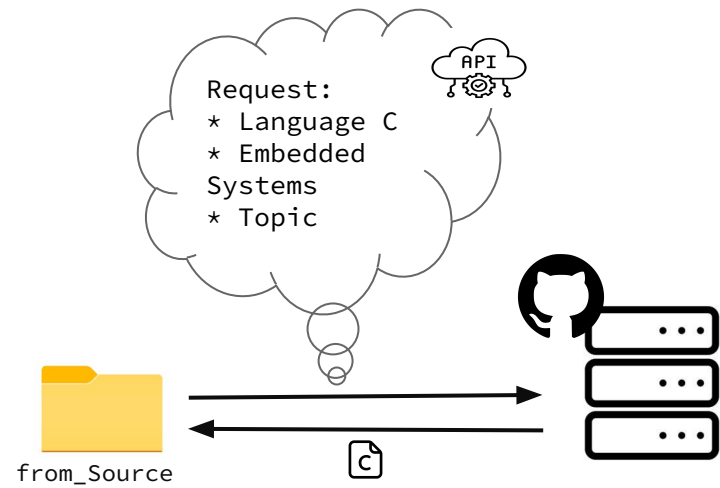 API
Request:
* Language C
* Embedded
Systems
* Topic
from_Source
C